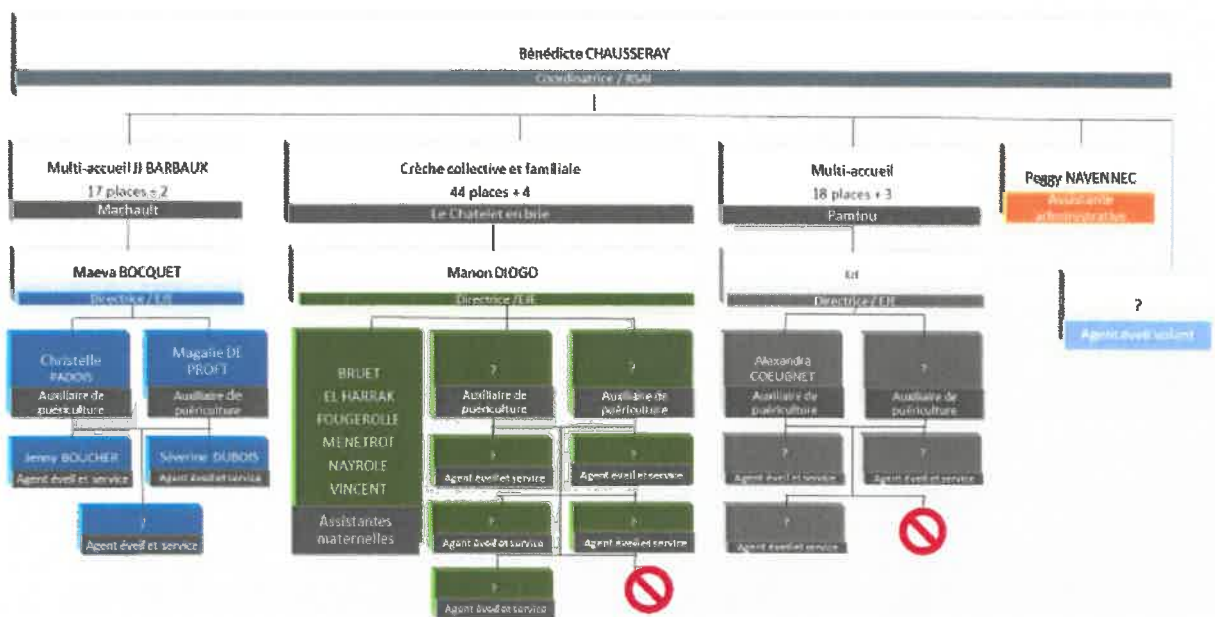 Bénédicte CHAUSSERAY
Coordinatrice / RSAI
Multi-accueil JJ BARBAUX
17 places + 2
Machault
Crèche collective et familiale
44 places + 4
Le Chatelet en brie
Multi-accueil
18 places + 3
Pamfou
Peggy NAVENNEC
Assistante
administrative
Maeva BOCQUET
Directrice / EJE
Manon DIOGO
Directrice / EJE
Directrice / EJE
?
Agent éveil volant
Christelle
PADOIS
Auxiliaire de
puériculture
Magalie DE
PROFT
Auxiliaire de
puériculture
Jenny BOUCHER
Agent éveil et service
Séverine DUBOIS
Agent éveil et service
?
Agent éveil et service
BRUET
EL HARRAK
FOUGEROLLE
MENETROT
NAYROLE
VINCENT
Assistantes
maternelles
?
Auxiliaire de
puériculture
?
Auxiliaire de
puériculture
?
Agent éveil et service
?
Agent éveil et service
?
Agent éveil et service
?
Agent éveil et service
?
Agent éveil et service
Alexandra
COEUGNET
Auxiliaire de
puériculture
?
Auxiliaire de
puériculture
?
Agent éveil et service
?
Agent éveil et service
?
Agent éveil et service